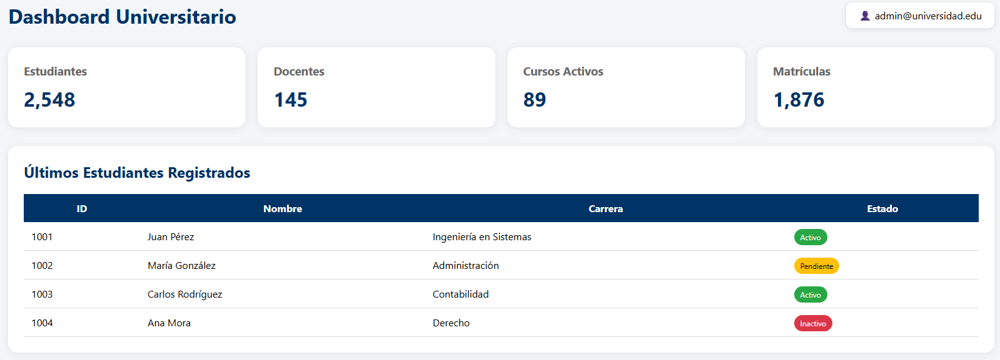 Dashboard Universitario
admin@universidad.edu
Estudiantes
2,548
Docentes
145
Cursos Activos
89
Matrículas
1,876
Últimos Estudiantes Registrados
ID Nombre Carrera Estado
1001 Juan Pérez Ingeniería en Sistemas Activo
1002 María González Administración Pendiente
1003 Carlos Rodríguez Contabilidad Activo
1004 Ana Mora Derecho Inactivo